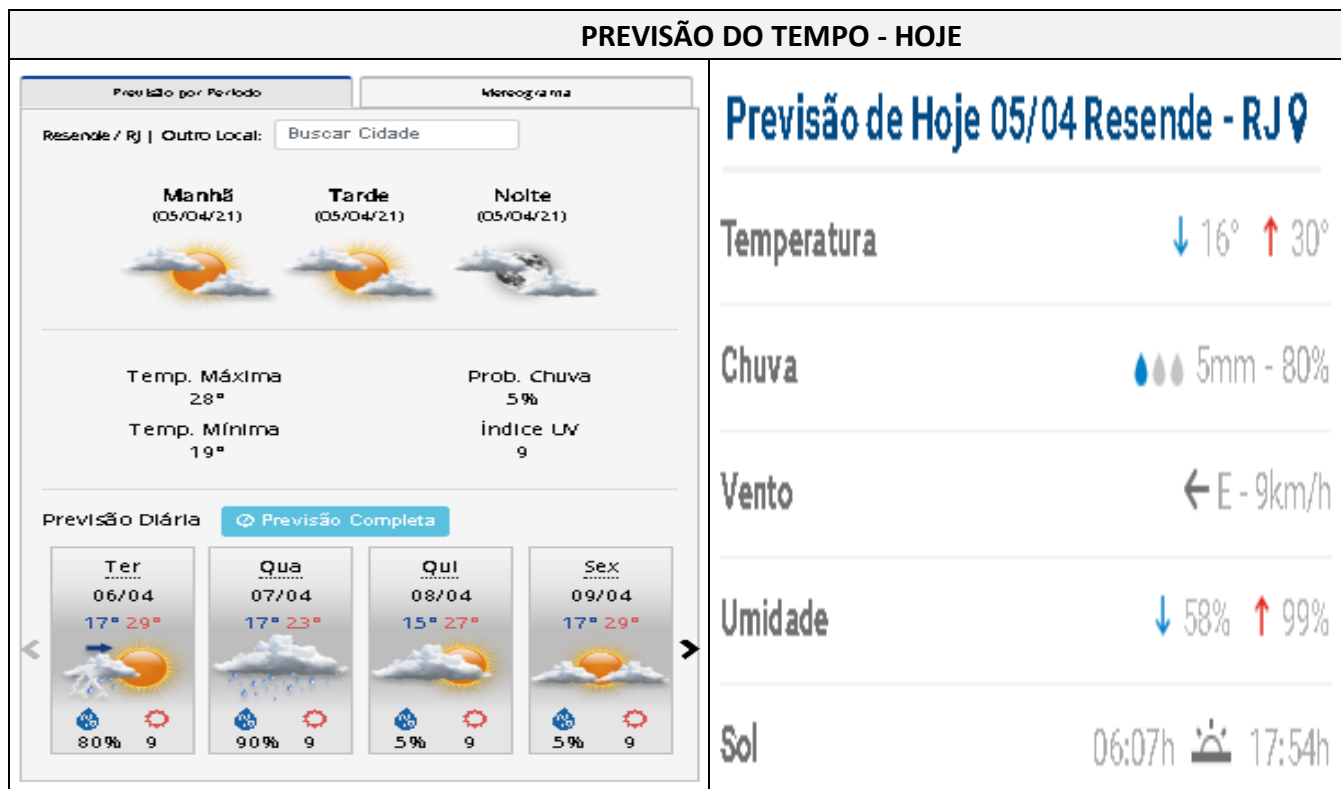 PREVISÃO DO TEMPO - HOJE
Previsão por Período
Meteograma
Resende / RJ | Outro Local: Buscar Cidade
Manhã Tarde Noite
(05/04/21) (05/04/21) (05/04/21)
Temp. Máxima Prob. Chuva
28° 5%
Temp. Mínima Índice UV
19° 9
Previsão Diária Previsão Completa
Ter Qua Qui Sex
06/04 07/04 08/04 09/04
17° 29° 17° 23° 15° 27° 17° 29°
80% 9 90% 9 5% 9 5% 9
Previsão de Hoje 05/04 Resende - RJ
Temperatura ↓ 16° ↑ 30°
Chuva 5mm - 80%
Vento ← E - 9km/h
Umidade ↓ 58% ↑ 99%
Sol 06:07h 17:54h